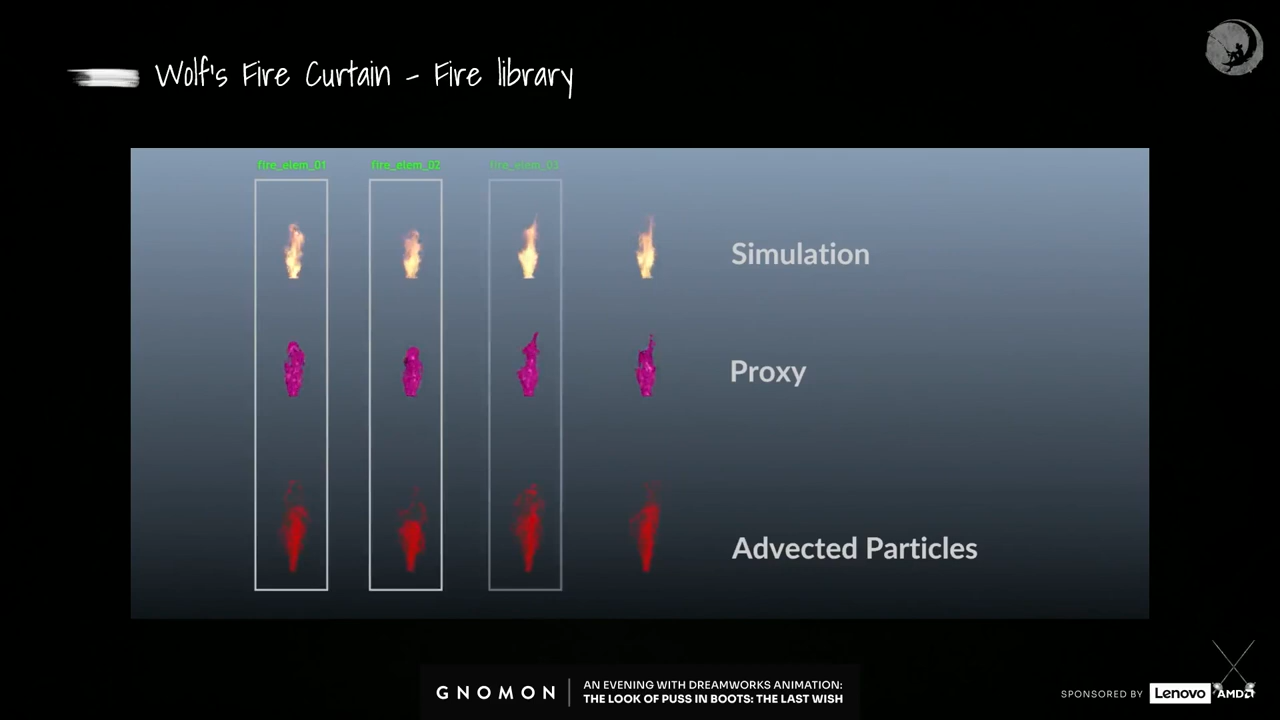 Wolf's Fire Curtain - Fire library
fire_elem_01 fire_elem_02 fire_elem_03
Simulation
Proxy
Advected Particles
GNOMON
AN EVENING WITH DREAMWORKS ANIMATION:
THE LOOK OF PUSS IN BOOTS: THE LAST WISH
SPONSORED BY Lenovo AMD